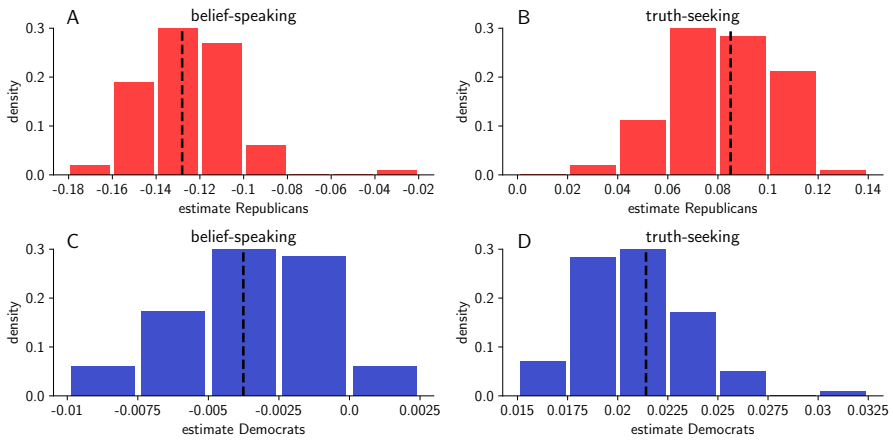 A
belief-speaking
density
0.3
0.2
0.1
0.0
-0.18 -0.16 -0.14 -0.12 -0.1 -0.08 -0.06 -0.04 -0.02
estimate Republicans
B
truth-seeking
density
0.3
0.2
0.1
0.0
0.0 0.02 0.04 0.06 0.08 0.1 0.12 0.14
estimate Republicans
C
belief-speaking
density
0.3
0.2
0.1
0.0
-0.01 -0.0075 -0.005 -0.0025 0.0 0.0025
estimate Democrats
D
truth-seeking
density
0.3
0.2
0.1
0.0
0.015 0.0175 0.02 0.0225 0.025 0.0275 0.03 0.0325
estimate Democrats